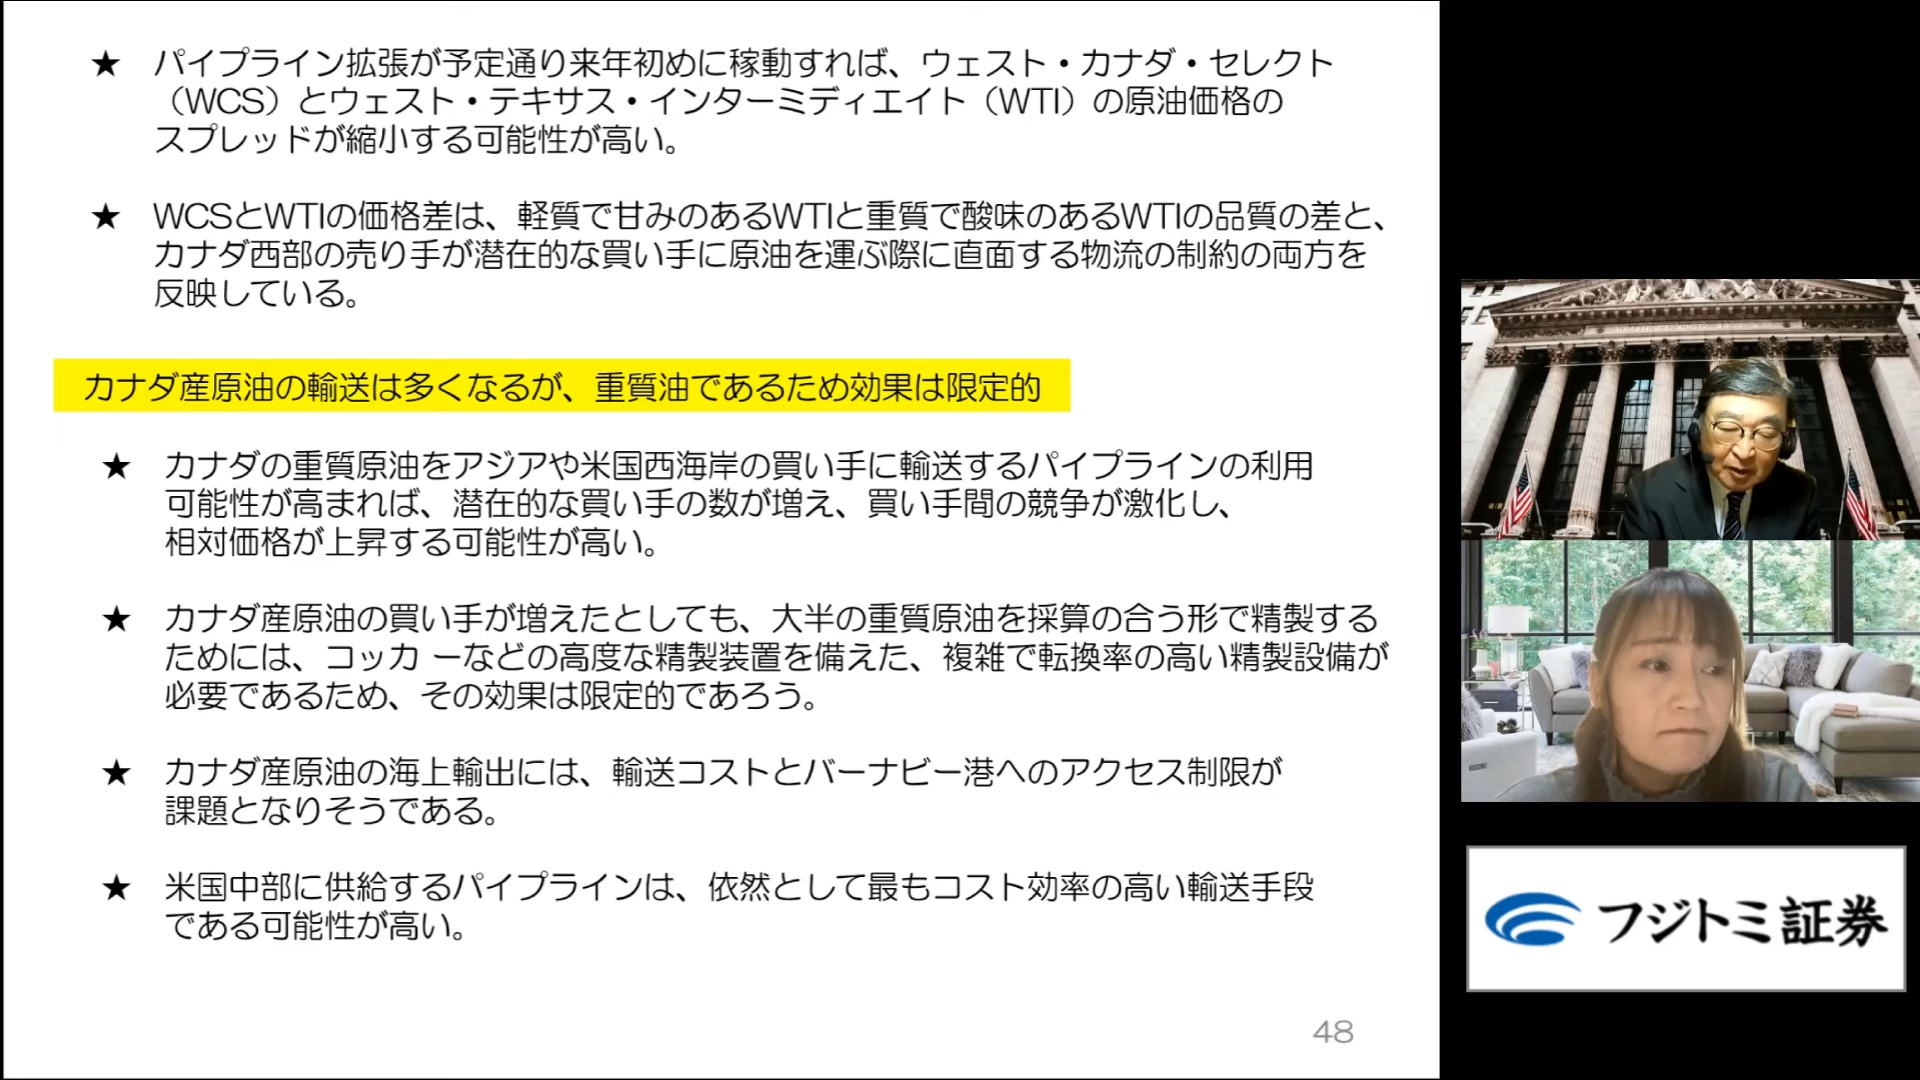 ★ パイプライン拡張が予定通り来年初めに稼動すれば、ウェスト・カナダ・セレクト
（WCS）とウェスト・テキサス・インターミディエイト（WTI）の原油価格の
スプレッドが縮小する可能性が高い。
★ WCSとWTIの価格差は、軽質で甘みのあるWTIと重質で酸味のあるWTIの品質の差と、
カナダ西部の売り手が潜在的な買い手に原油を運ぶ際に直面する物流の制約の両方を
反映している。
カナダ産原油の輸送は多くなるが、重質油であるため効果は限定的
★ カナダの重質原油をアジアや米国西海岸の買い手に輸送するパイプラインの利用
可能性が高まれば、潜在的な買い手の数が増え、買い手間の競争が激化し、
相対価格が上昇する可能性が高い。
★ カナダ産原油の買い手が増えたとしても、大半の重質原油を採算の合う形で精製する
ためには、コッカ ーなどの高度な精製装置を備えた、複雑で転換率の高い精製設備が
必要であるため、その効果は限定的であろう。
★ カナダ産原油の海上輸出には、輸送コストとバーナビー港へのアクセス制限が
課題となりそうである。
★ 米国中部に供給するパイプラインは、依然として最もコスト効率の高い輸送手段
である可能性が高い。
48
フジトミ証券